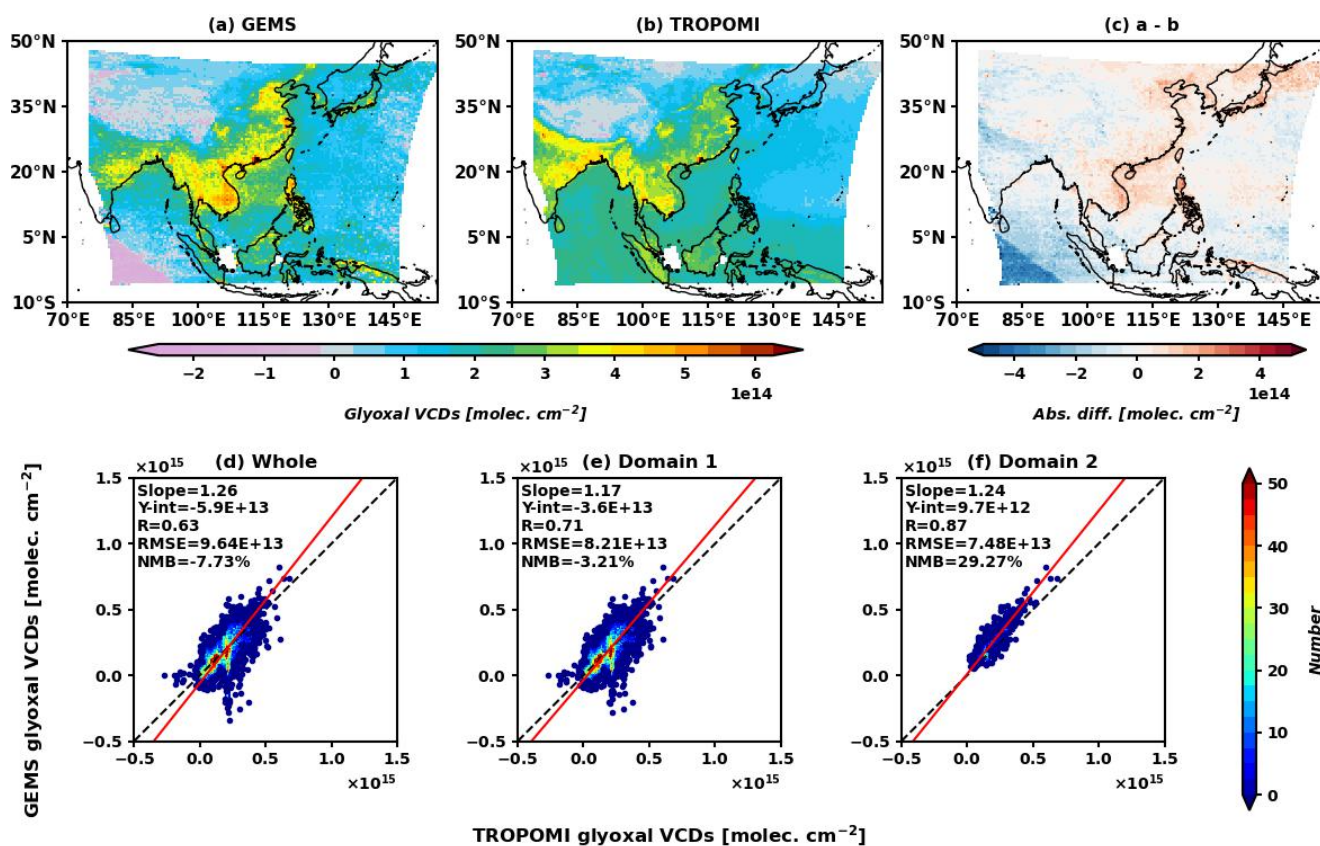 (a) GEMS
(b) TROPOMI
(c) a - b
50°N
35°N
20°N
5°N
10°S
70°E 85°E 100°E 115°E 130°E 145°E
50°N
35°N
20°N
5°N
10°S
70°E 85°E 100°E 115°E 130°E 145°E
50°N
35°N
20°N
5°N
10°S
70°E 85°E 100°E 115°E 130°E 145°E
−2 −1 0 1 2 3 4 5 6
1e14
Glyoxal VCDs [molec. cm⁻²]
−4 −2 0 2 4
1e14
Abs. diff. [molec. cm⁻²]
GEMS glyoxal VCDs [molec. cm⁻²]
×10¹⁵
(d) Whole
1.5
1.0
0.5
0.0
−0.5
Slope=1.26
Y-int=-5.9E+13
R=0.63
RMSE=9.64E+13
NMB=-7.73%
−0.5 0.0 0.5 1.0 1.5
×10¹⁵
×10¹⁵
(e) Domain 1
1.5
1.0
0.5
0.0
−0.5
Slope=1.17
Y-int=-3.6E+13
R=0.71
RMSE=8.21E+13
NMB=-3.21%
−0.5 0.0 0.5 1.0 1.5
×10¹⁵
×10¹⁵
(f) Domain 2
1.5
1.0
0.5
0.0
−0.5
Slope=1.24
Y-int=9.7E+12
R=0.87
RMSE=7.48E+13
NMB=29.27%
−0.5 0.0 0.5 1.0 1.5
×10¹⁵
50
40
30
20
10
0
Number
TROPOMI glyoxal VCDs [molec. cm⁻²]